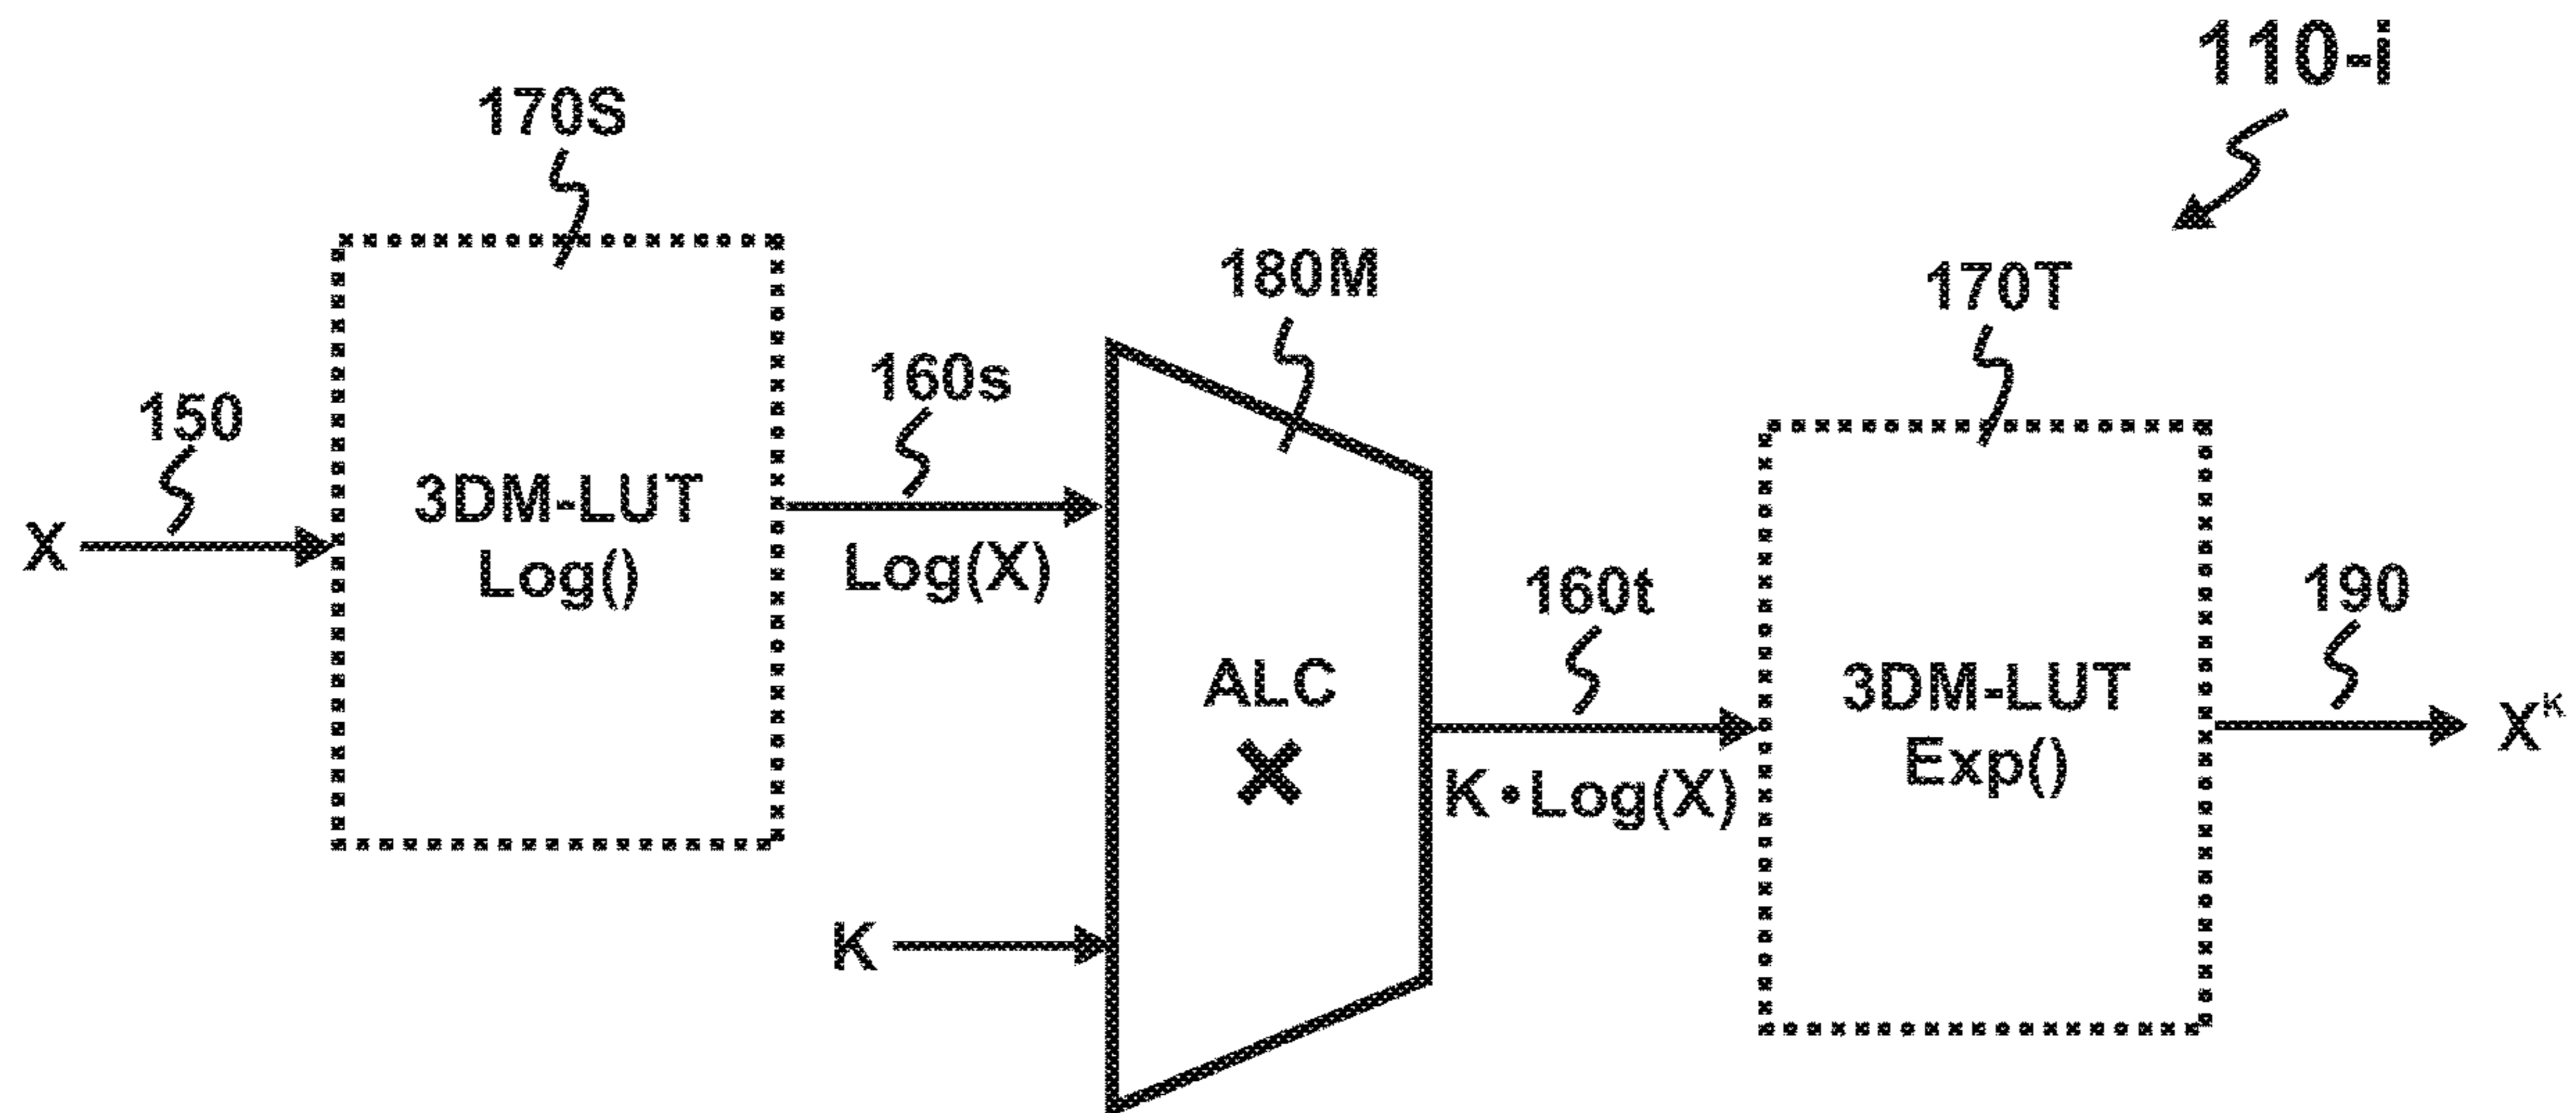 110-i
170S
180M
170T
160s
150
3DM-LUT
Log()
X
Log(X)
160t
190
ALC
×
3DM-LUT
Exp()
K•Log(X)
X^K
K